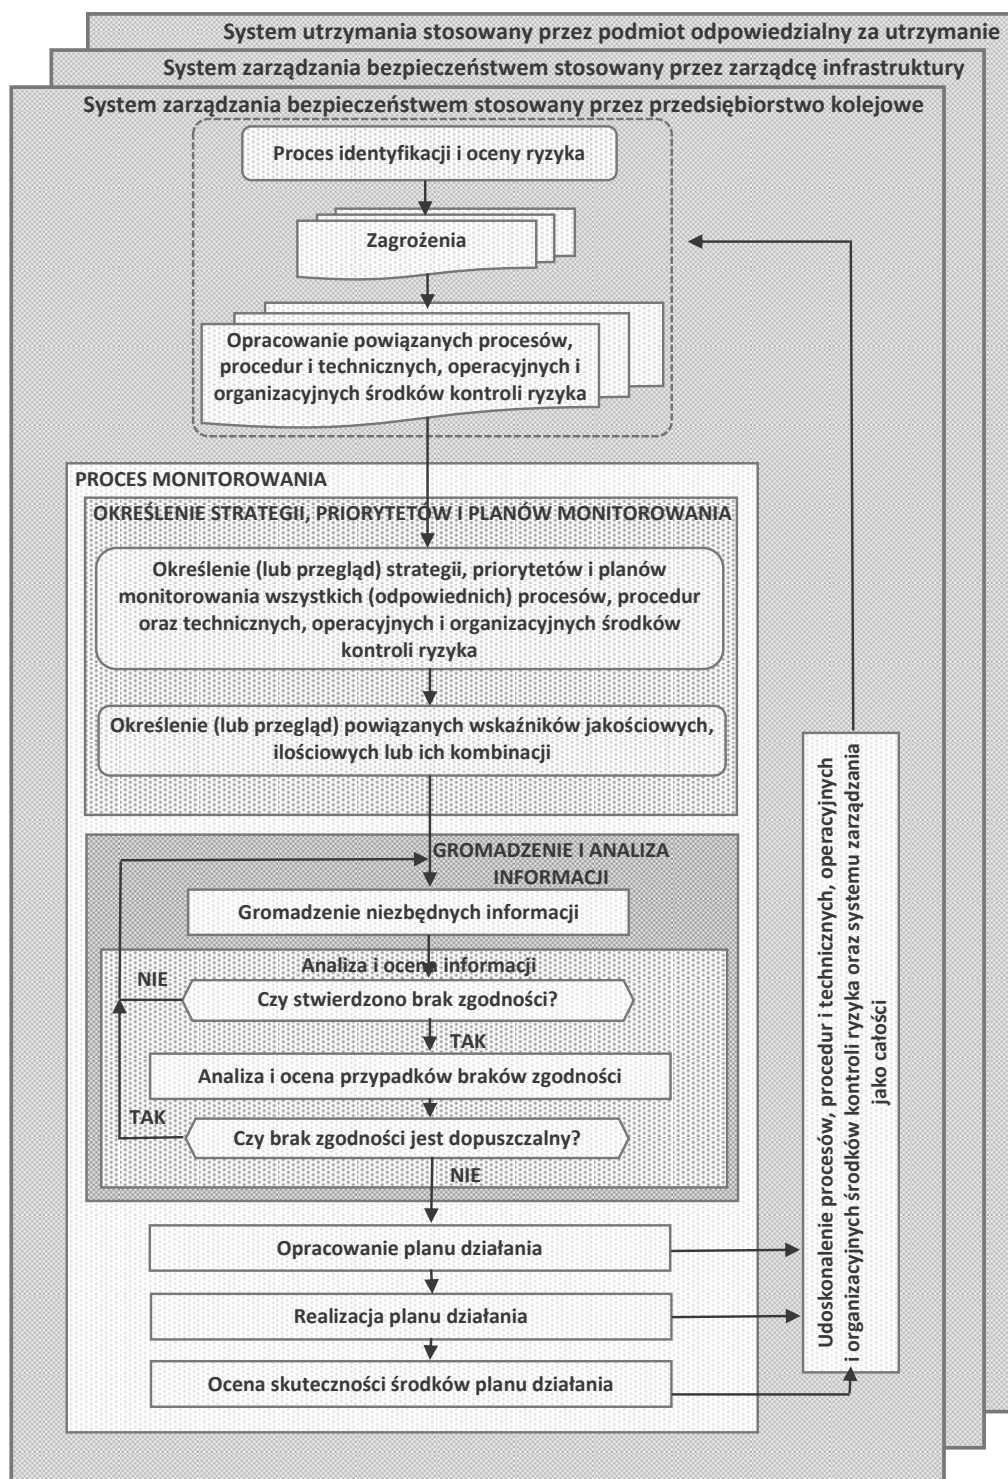 System utrzymania stosowany przez podmiot odpowiedzialny za utrzymanie
System zarządzania bezpieczeństwem stosowany przez zarządcę infrastruktury
System zarządzania bezpieczeństwem stosowany przez przedsiębiorstwo kolejowe
Proces identyfikacji i oceny ryzyka
Zagrożenia
Opracowanie powiązanych procesów,
procedur i technicznych, operacyjnych i
organizacyjnych środków kontroli ryzyka
PROCES MONITOROWANIA
OKREŚLENIE STRATEGII, PRIORYTETÓW I PLANÓW MONITOROWANIA
Określenie (lub przegląd) strategii, priorytetów i planów
monitorowania wszystkich (odpowiednich) procesów, procedur
oraz technicznych, operacyjnych i organizacyjnych środków
kontroli ryzyka
Określenie (lub przegląd) powiązanych wskaźników jakościowych,
ilościowych lub ich kombinacji
GROMADZENIE I ANALIZA
INFORMACJI
Gromadzenie niezbędnych informacji
Analiza i ocena informacji
NIE
Czy stwierdzono brak zgodności?
TAK
Analiza i ocena przypadków braków zgodności
TAK
Czy brak zgodności jest dopuszczalny?
NIE
Opracowanie planu działania
Realizacja planu działania
Ocena skuteczności środków planu działania
Udoskonalenie procesów, procedur i technicznych, operacyjnych
i organizacyjnych środków kontroli ryzyka oraz systemu zarządzania
jako całości